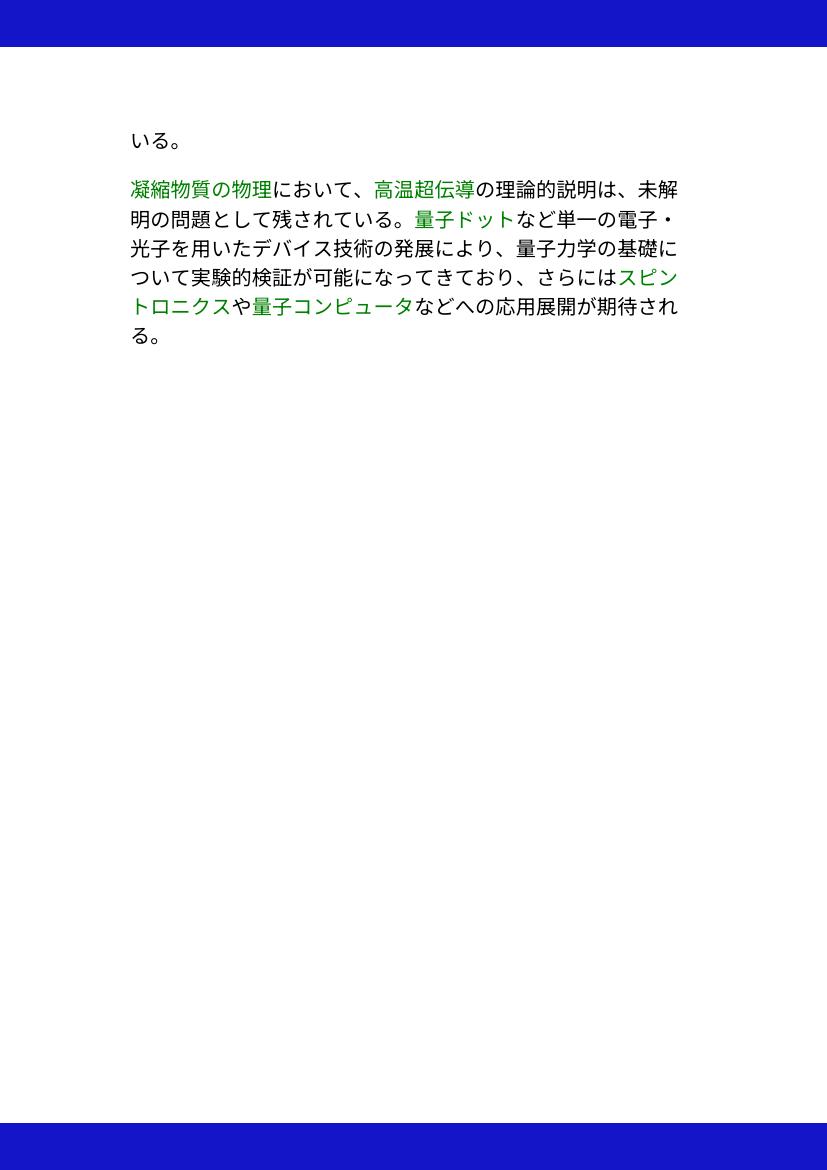 いる。
凝縮物質の物理において、高温超伝導の理論的説明は、未解
明の問題として残されている。量子ドットなど単一の電子・
光子を用いたデバイス技術の発展により、量子力学の基礎に
ついて実験的検証が可能になってきており、さらにはスピン
トロニクスや量子コンピュータなどへの応用展開が期待され
る。